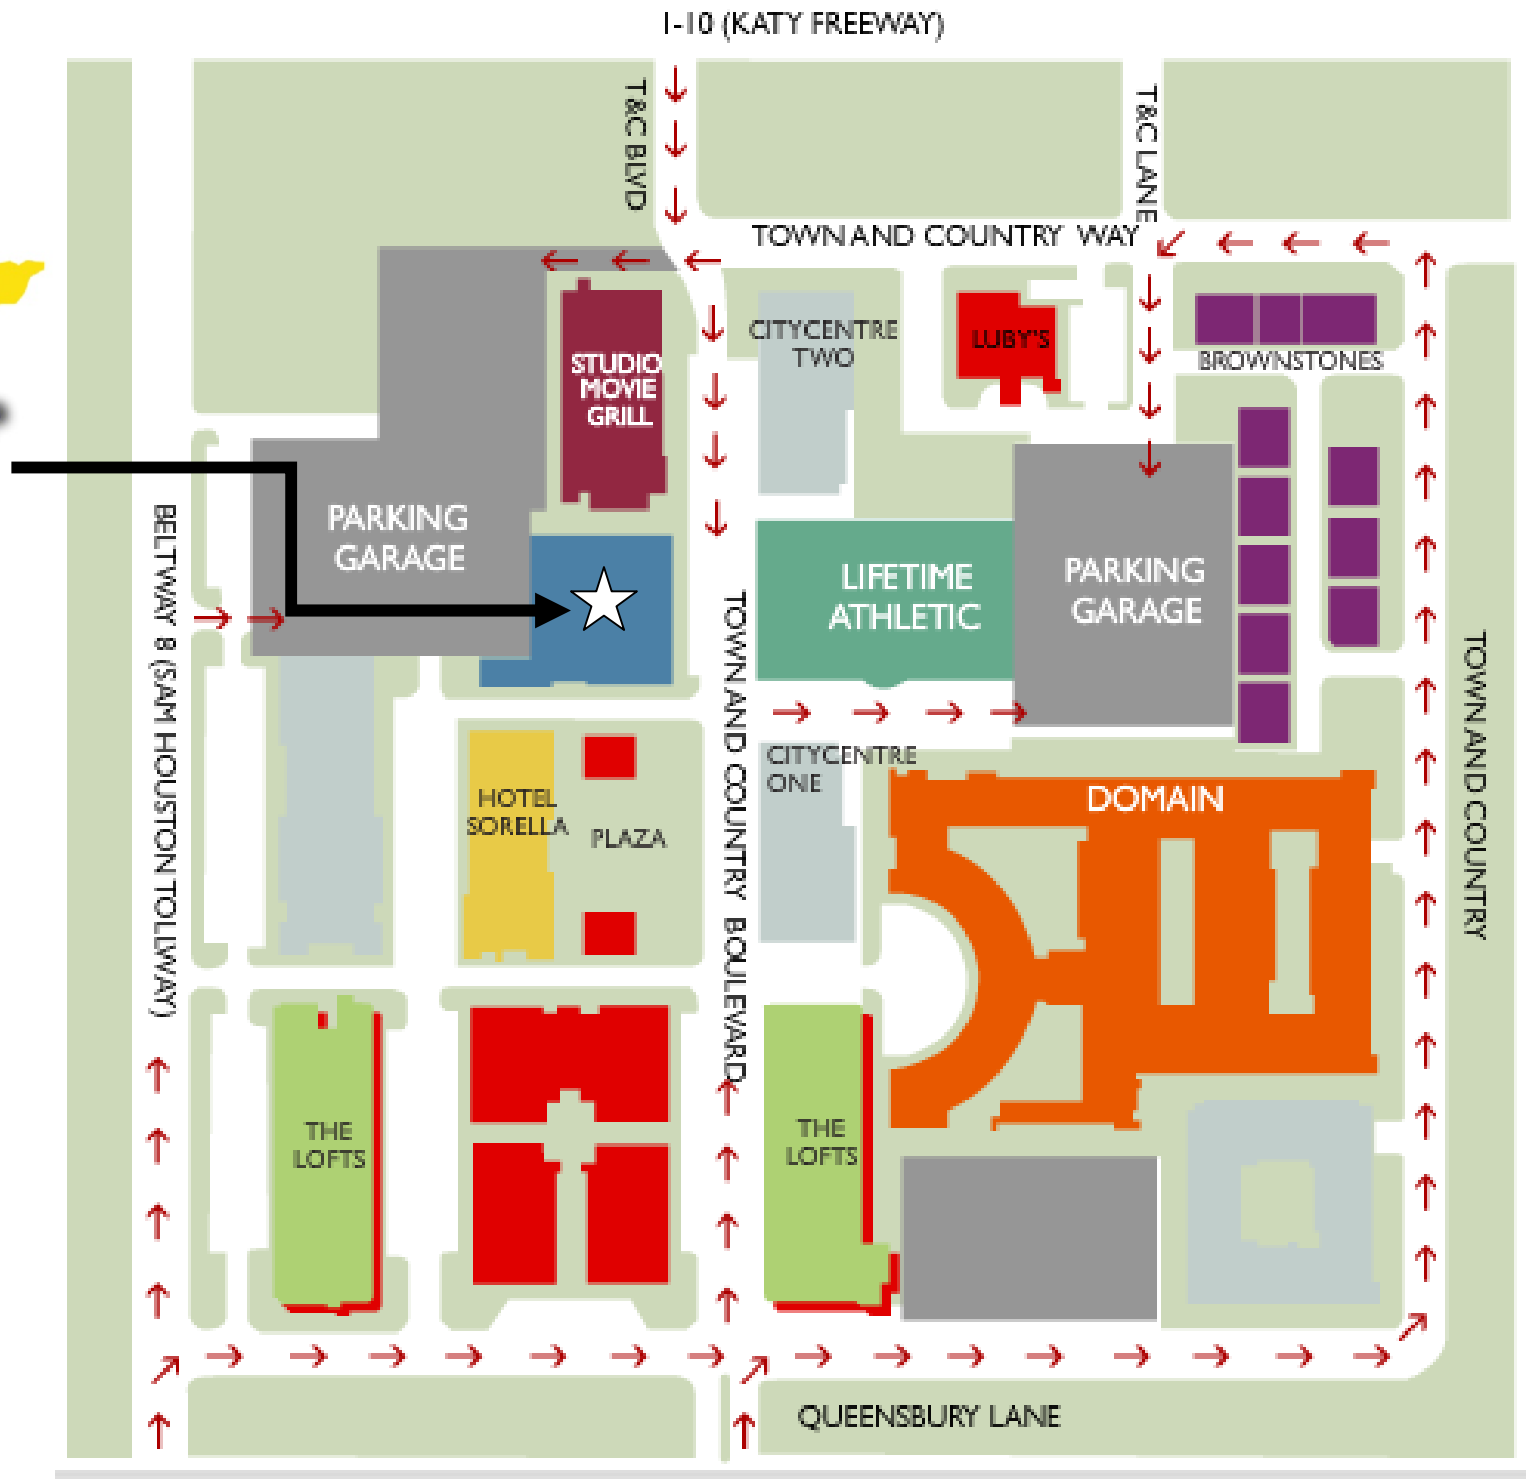 I-10 (KATY FREEWAY)
T&C BLVD
T&C LANE
TOWN AND COUNTRY WAY
CITYCENTRE
TWO
LUBY'S
BROWNSTONES
STUDIO
MOVIE
GRILL
PARKING
GARAGE
BELTWAY 8 (SAM HOUSTON TOLLWAY)
LIFETIME
ATHLETIC
PARKING
GARAGE
TOWN AND COUNTRY BOULEVARD
TOWN AND COUNTRY
CITYCENTRE
ONE
HOTEL
SORELLA
PLAZA
DOMAIN
THE
LOFTS
THE
LOFTS
QUEENSBURY LANE